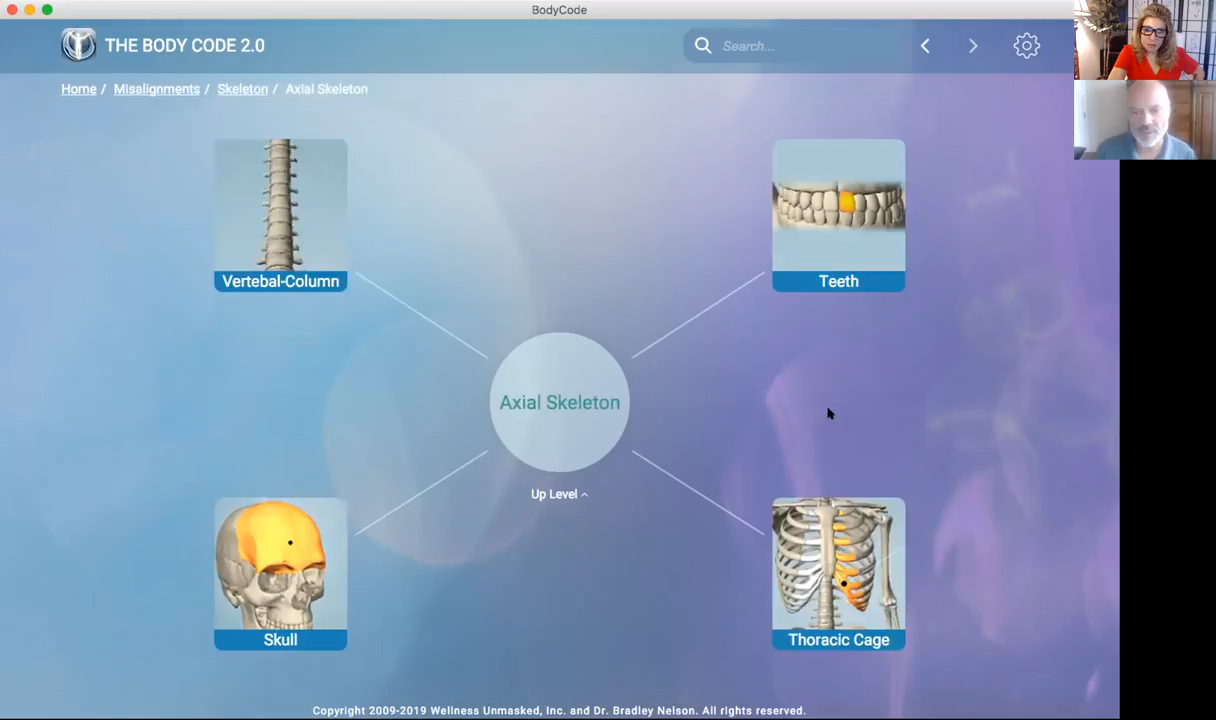 BodyCode
THE BODY CODE 2.0
Search...
Home / Misalignments / Skeleton / Axial Skeleton
Vertebal-Column
Teeth
Axial Skeleton
Up Level
Skull
Thoracic Cage
Copyright 2009-2019 Wellness Unmasked, Inc. and Dr. Bradley Nelson. All rights reserved.